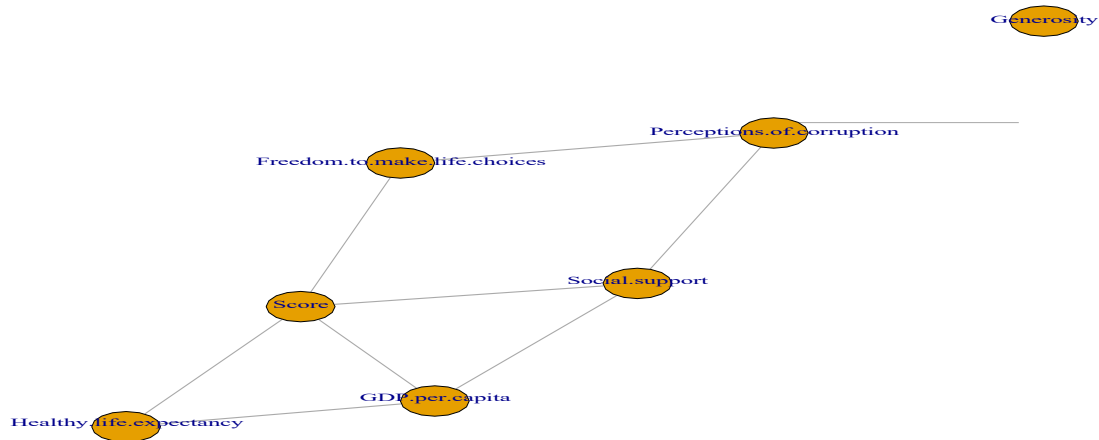 Generosity
Perceptions.of.corruption
Freedom.to.make.life.choices
Social.support
Score
GDP.per.capita
Healthy.life.expectancy